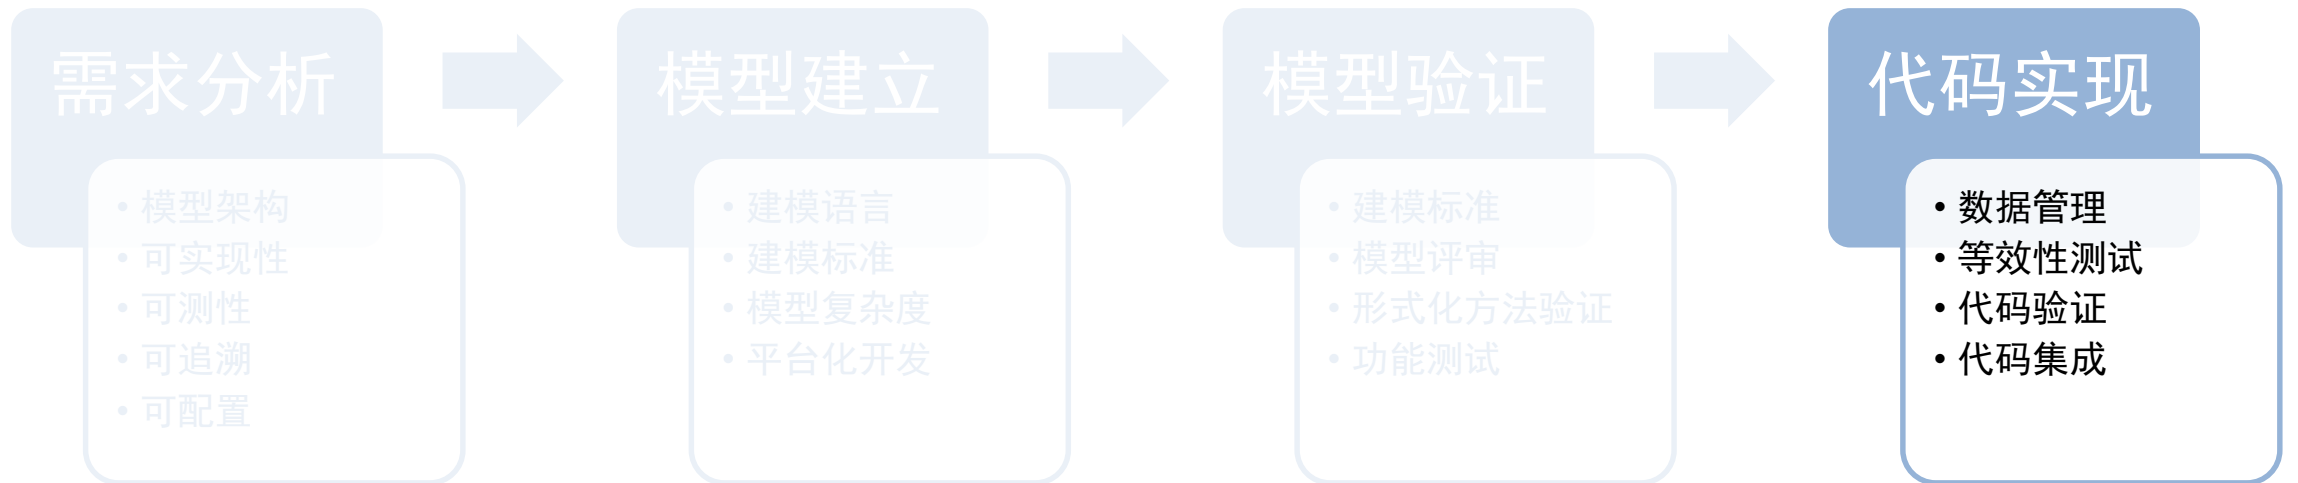 需求分析
• 模型架构
• 可实现性
• 可测性
• 可追溯
• 可配置
模型建立
• 建模语言
• 建模标准
• 模型复杂度
• 平台化开发
模型验证
• 建模标准
• 模型评审
• 形式化方法验证
• 功能测试
代码实现
• 数据管理
• 等效性测试
• 代码验证
• 代码集成